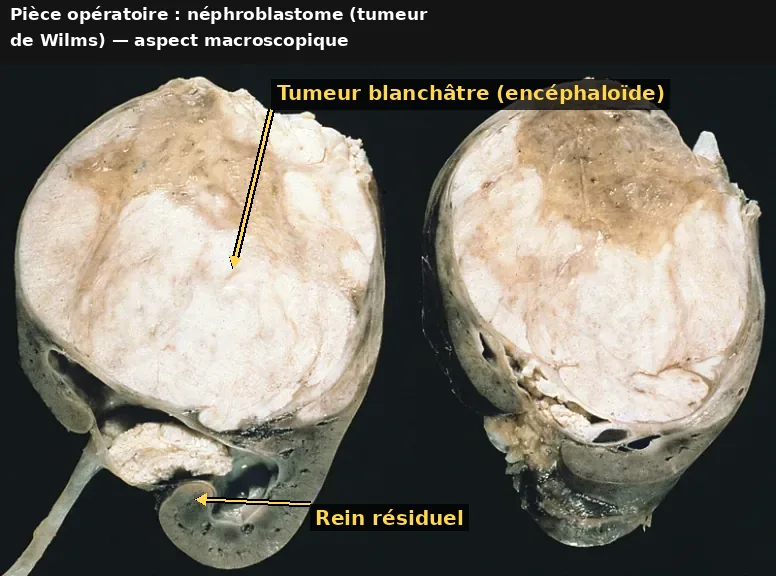 Pièce opératoire : néphroblastome (tumeur
de Wilms) — aspect macroscopique
Tumeur blanchâtre (encéphaloïde)
Rein résiduel